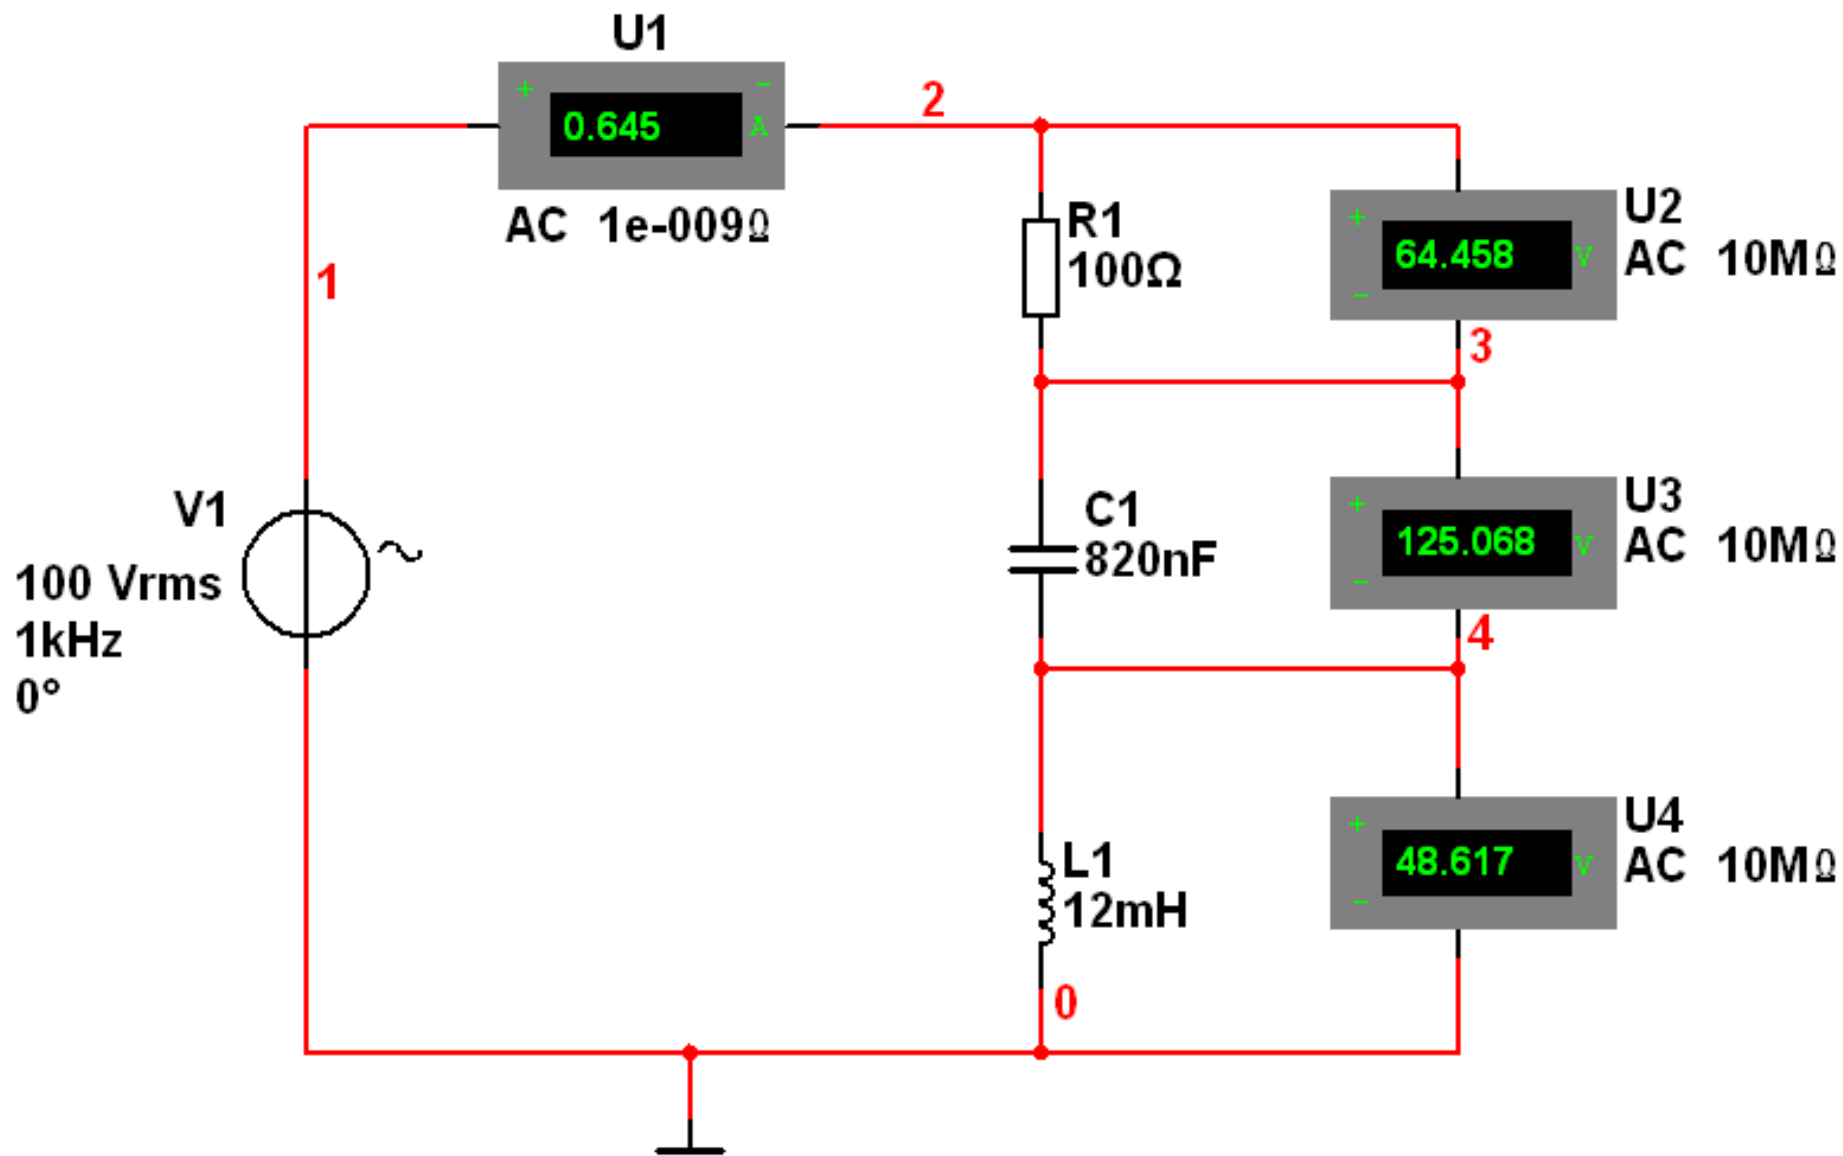 U1
+ −
0.645 A
AC 1e-009Ω
2
1
R1
100Ω
+
64.458 V
−
U2
AC 10MΩ
3
V1
100 Vrms
1kHz
0°
C1
820nF
+
125.068 V
−
U3
AC 10MΩ
4
L1
12mH
+
48.617 V
−
U4
AC 10MΩ
0